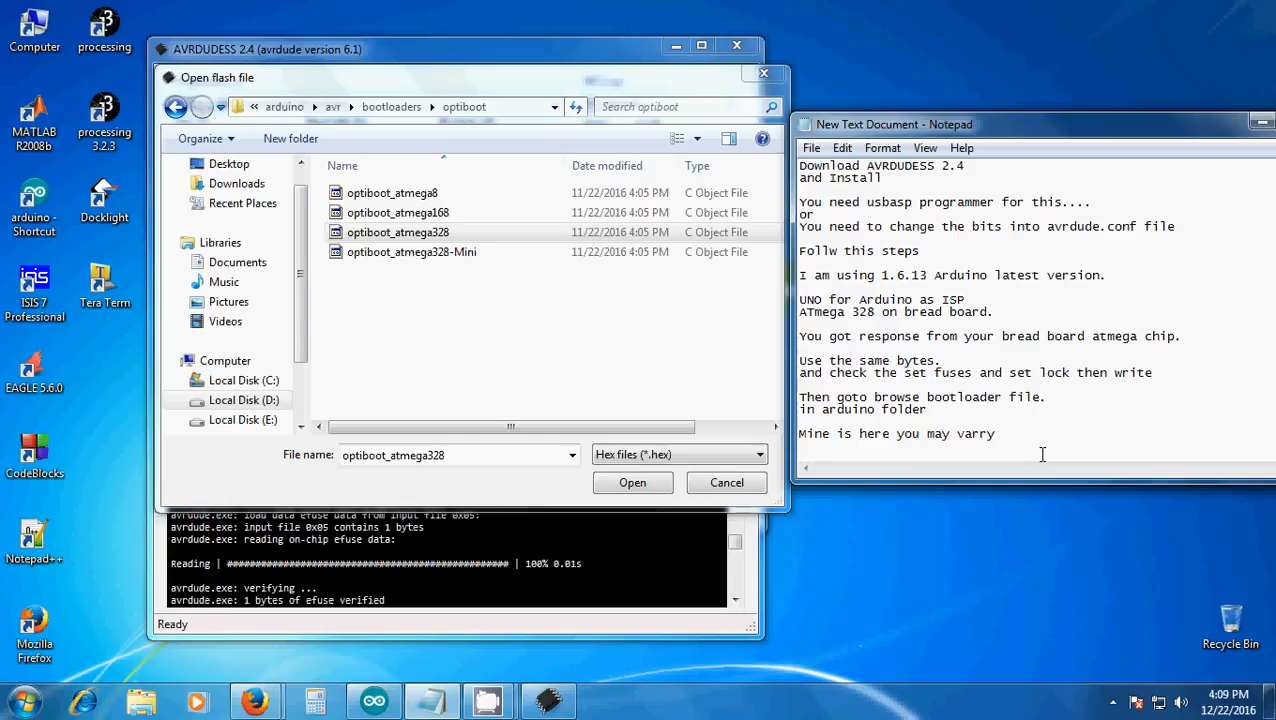 Computer
processing
MATLAB
R2008b
processing
3.2.3
arduino -
Shortcut
Docklight
ISIS 7
Professional
Tera Term
EAGLE 5.6.0
CodeBlocks
Notepad++
Mozilla
Firefox
AVRDUDESS 2.4 (avrdude version 6.1)
Open flash file
« arduino avr bootloaders optiboot
Search optiboot
Organize New folder
Name Date modified Type
Desktop
Downloads
Recent Places
Libraries
Documents
Music
Pictures
Videos
Computer
Local Disk (C:)
Local Disk (D:)
Local Disk (E:)
optiboot_atmega8 11/22/2016 4:05 PM C Object File
optiboot_atmega168 11/22/2016 4:05 PM C Object File
optiboot_atmega328 11/22/2016 4:05 PM C Object File
optiboot_atmega328-Mini 11/22/2016 4:05 PM C Object File
File name: optiboot_atmega328 Hex files (*.hex)
Open Cancel
avrdude.exe: load data efuse data from input file 0x05:
avrdude.exe: input file 0x05 contains 1 bytes
avrdude.exe: reading on-chip efuse data:
Reading | ################################################## | 100% 0.01s
avrdude.exe: verifying ...
avrdude.exe: 1 bytes of efuse verified
Ready
New Text Document - Notepad
File Edit Format View Help
Download AVRDUDESS 2.4
and Install
You need usbasp programmer for this....
or
You need to change the bits into avrdude.conf file
Follw this steps
I am using 1.6.13 Arduino latest version.
UNO for Arduino as ISP
ATmega 328 on bread board.
You got response from your bread board atmega chip.
Use the same bytes.
and check the set fuses and set lock then write
Then goto browse bootloader file.
in arduino folder
Mine is here you may varry
Recycle Bin
4:09 PM
12/22/2016